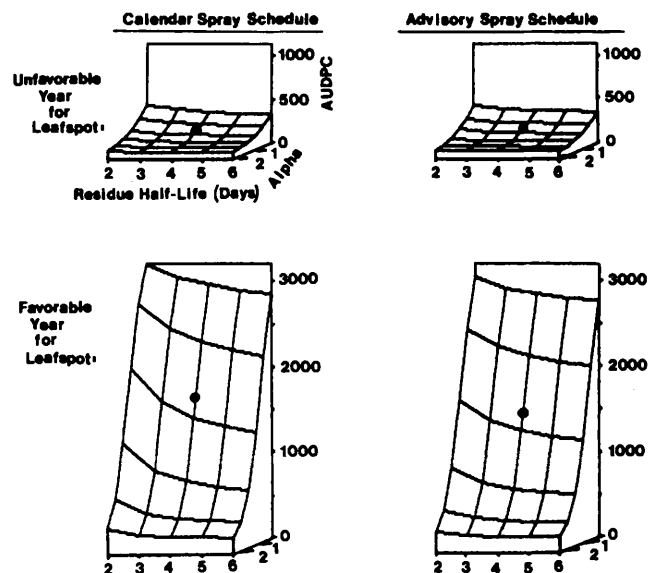 Calendar Spray Schedule
Advisory Spray Schedule
Unfavorable
Year
for
Leafspot:
1000
500
0
AUDPC
1
2
Alpha
2 3 4 5 6
Residue Half-Life (Days)
1000
500
0
1
2
2 3 4 5 6
Favorable
Year
for
Leafspot:
3000
2000
1000
0
1
2
2 3 4 5 6
3000
2000
1000
0
1
2
2 3 4 5 6